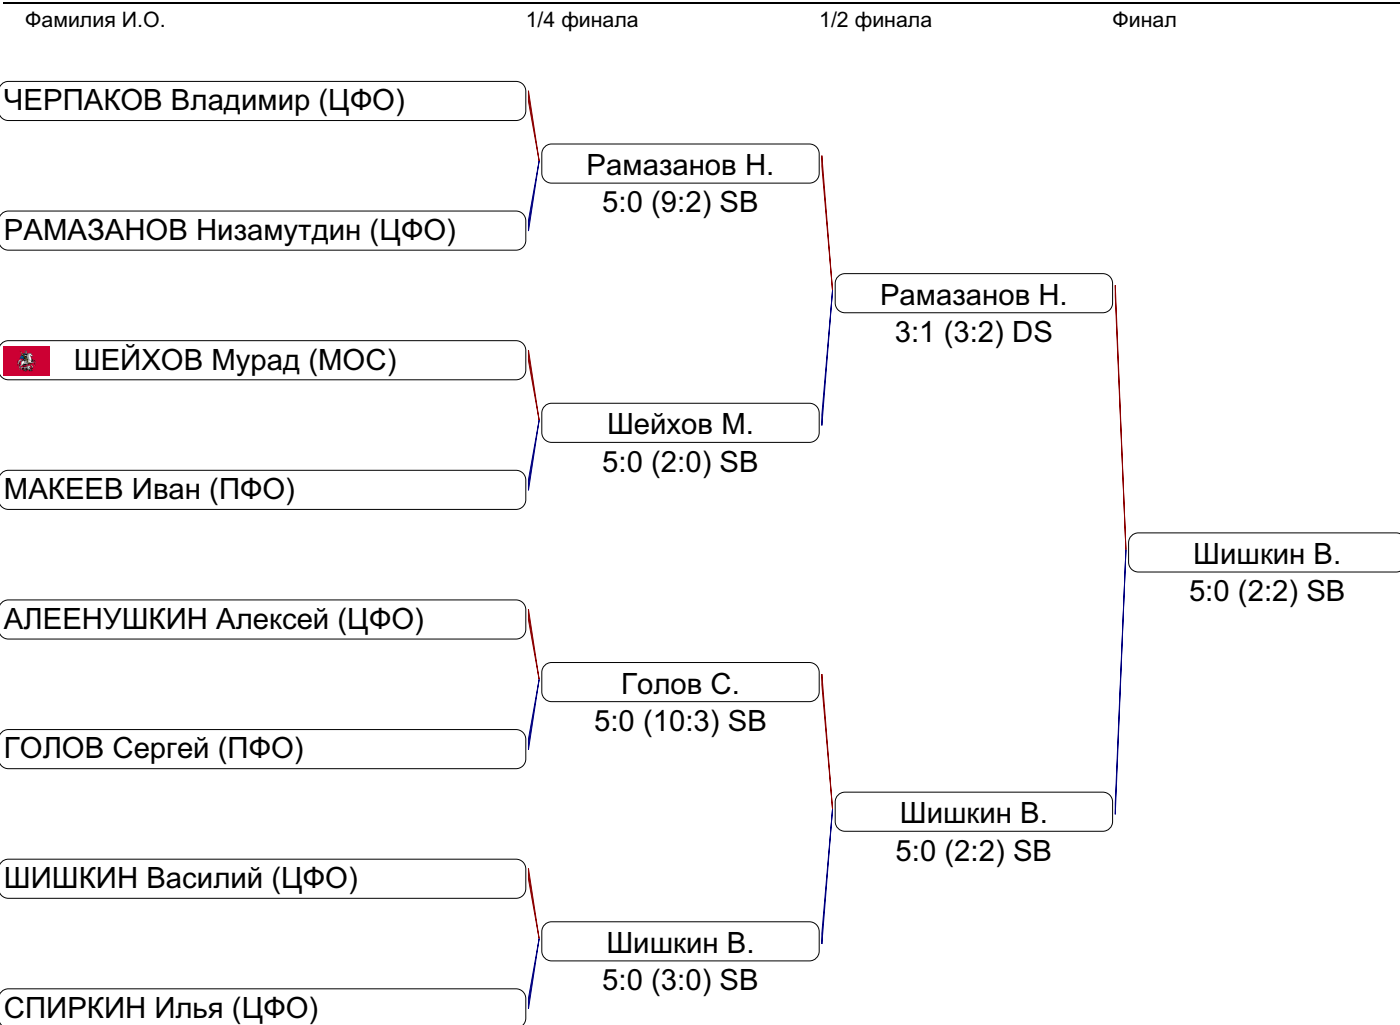 Фамилия И.О. 1/4 финала 1/2 финала Финал
ЧЕРПАКОВ Владимир (ЦФО)
Рамазанов Н.
5:0 (9:2) SB
РАМАЗАНОВ Низамутдин (ЦФО)
Рамазанов Н.
3:1 (3:2) DS
ШЕЙХОВ Мурад (МОС)
Шейхов М.
5:0 (2:0) SB
МАКЕЕВ Иван (ПФО)
Шишкин В.
5:0 (2:2) SB
АЛЕЕНУШКИН Алексей (ЦФО)
Голов С.
5:0 (10:3) SB
ГОЛОВ Сергей (ПФО)
Шишкин В.
5:0 (2:2) SB
ШИШКИН Василий (ЦФО)
Шишкин В.
5:0 (3:0) SB
СПИРКИН Илья (ЦФО)